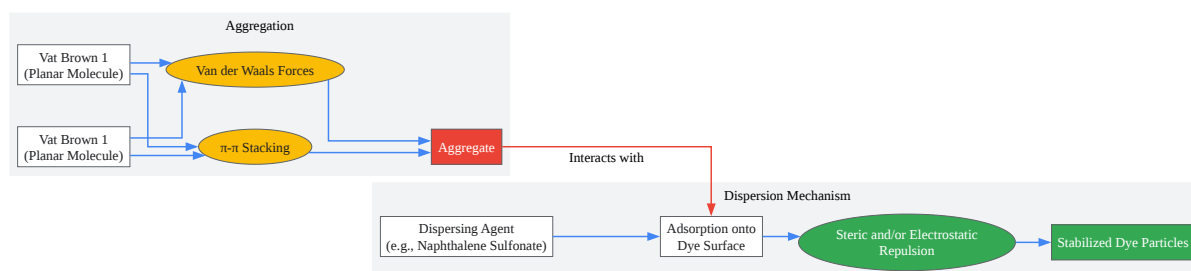 Aggregation
Vat Brown 1
(Planar Molecule)
Van der Waals Forces
Vat Brown 1
(Planar Molecule)
π-π Stacking
Aggregate
Interacts with
Dispersion Mechanism
Dispersing Agent
(e.g., Naphthalene Sulfonate)
Adsorption onto
Dye Surface
Steric and/or Electrostatic
Repulsion
Stabilized Dye Particles